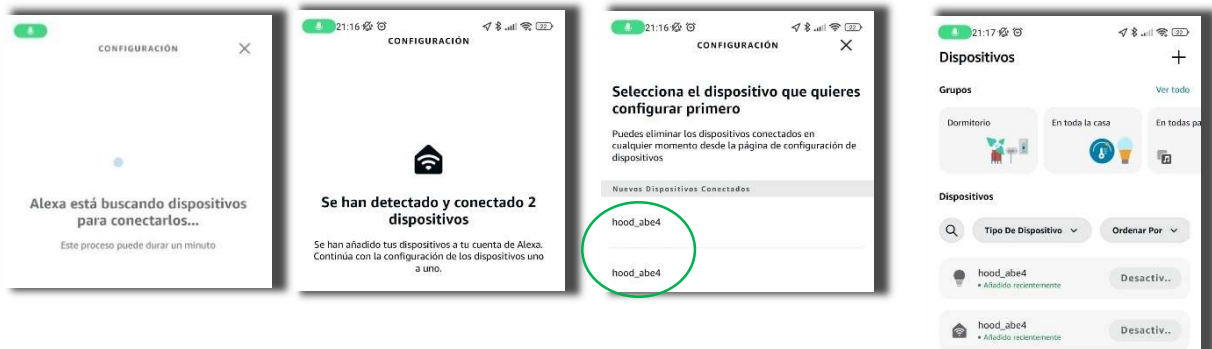 CONFIGURACIÓN
Alexa está buscando dispositivos
para conectarlos...
Este proceso puede durar un minuto
21:16
22
CONFIGURACIÓN
Se han detectado y conectado 2
dispositivos
Se han añadido tus dispositivos a tu cuenta de Alexa.
Continúa con la configuración de los dispositivos uno
a uno.
21:16
22
CONFIGURACIÓN
Selecciona el dispositivo que quieres
configurar primero
Puedes eliminar los dispositivos conectados en
cualquier momento desde la página de configuración de
dispositivos
Nuevos Dispositivos Conectados
hood_abe4
hood_abe4
21:17
22
Dispositivos
Grupos Ver todo
Dormitorio En toda la casa En todas pa
Dispositivos
Tipo De Dispositivo Ordenar Por
hood_abe4 Desactiv..
• Añadido recientemente
hood_abe4 Desactiv..
• Añadido recientemente